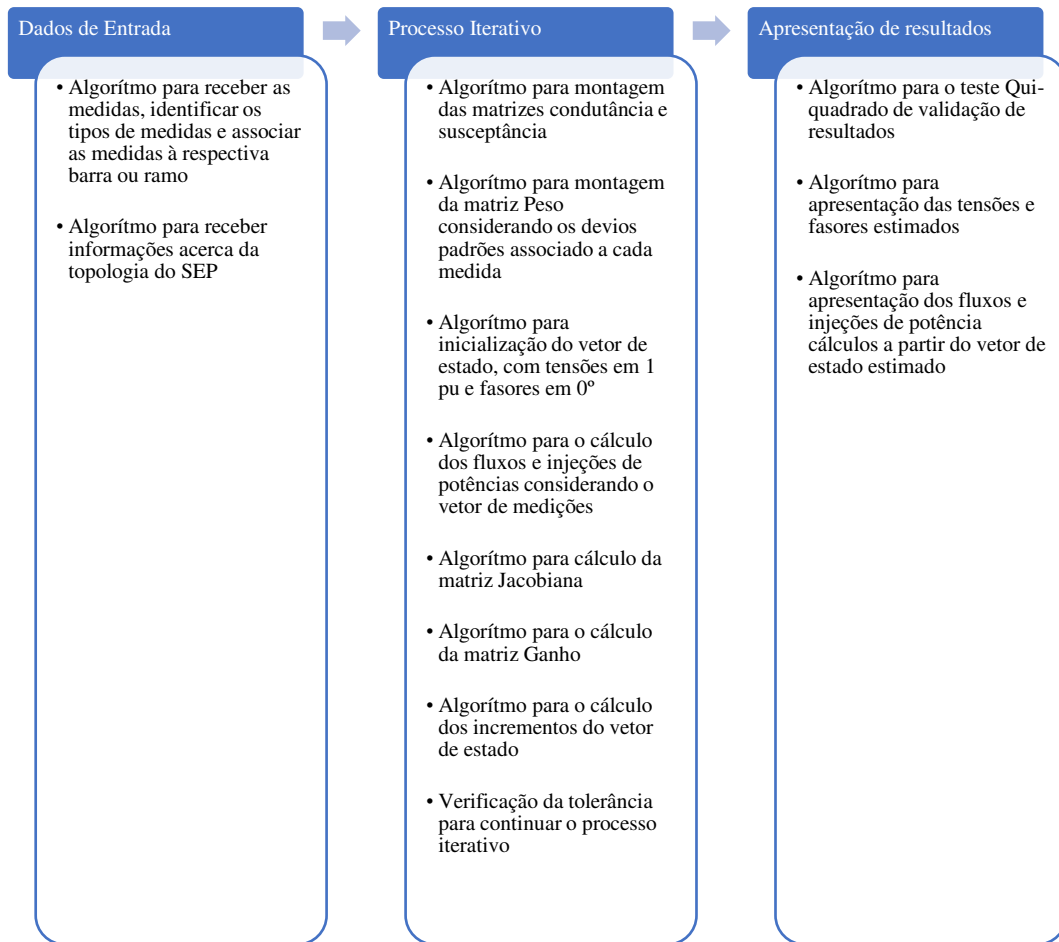 Dados de Entrada
• Algorítmo para receber as
medidas, identificar os
tipos de medidas e associar
as medidas à respectiva
barra ou ramo
• Algorítmo para receber
informações acerca da
topologia do SEP
Processo Iterativo
• Algorítmo para montagem
das matrizes condutância e
susceptância
• Algorítmo para montagem
da matriz Peso
considerando os devios
padrões associado a cada
medida
• Algorítmo para
inicialização do vetor de
estado, com tensões em 1
pu e fasores em 0º
• Algorítmo para o cálculo
dos fluxos e injeções de
potências considerando o
vetor de medições
• Algorítmo para cálculo da
matriz Jacobiana
• Algorítmo para o cálculo
da matriz Ganho
• Algorítmo para o cálculo
dos incrementos do vetor
de estado
• Verificação da tolerância
para continuar o processo
iterativo
Apresentação de resultados
• Algorítmo para o teste Qui-
quadrado de validação de
resultados
• Algorítmo para
apresentação das tensões e
fasores estimados
• Algorítmo para
apresentação dos fluxos e
injeções de potência
cálculos a partir do vetor de
estado estimado